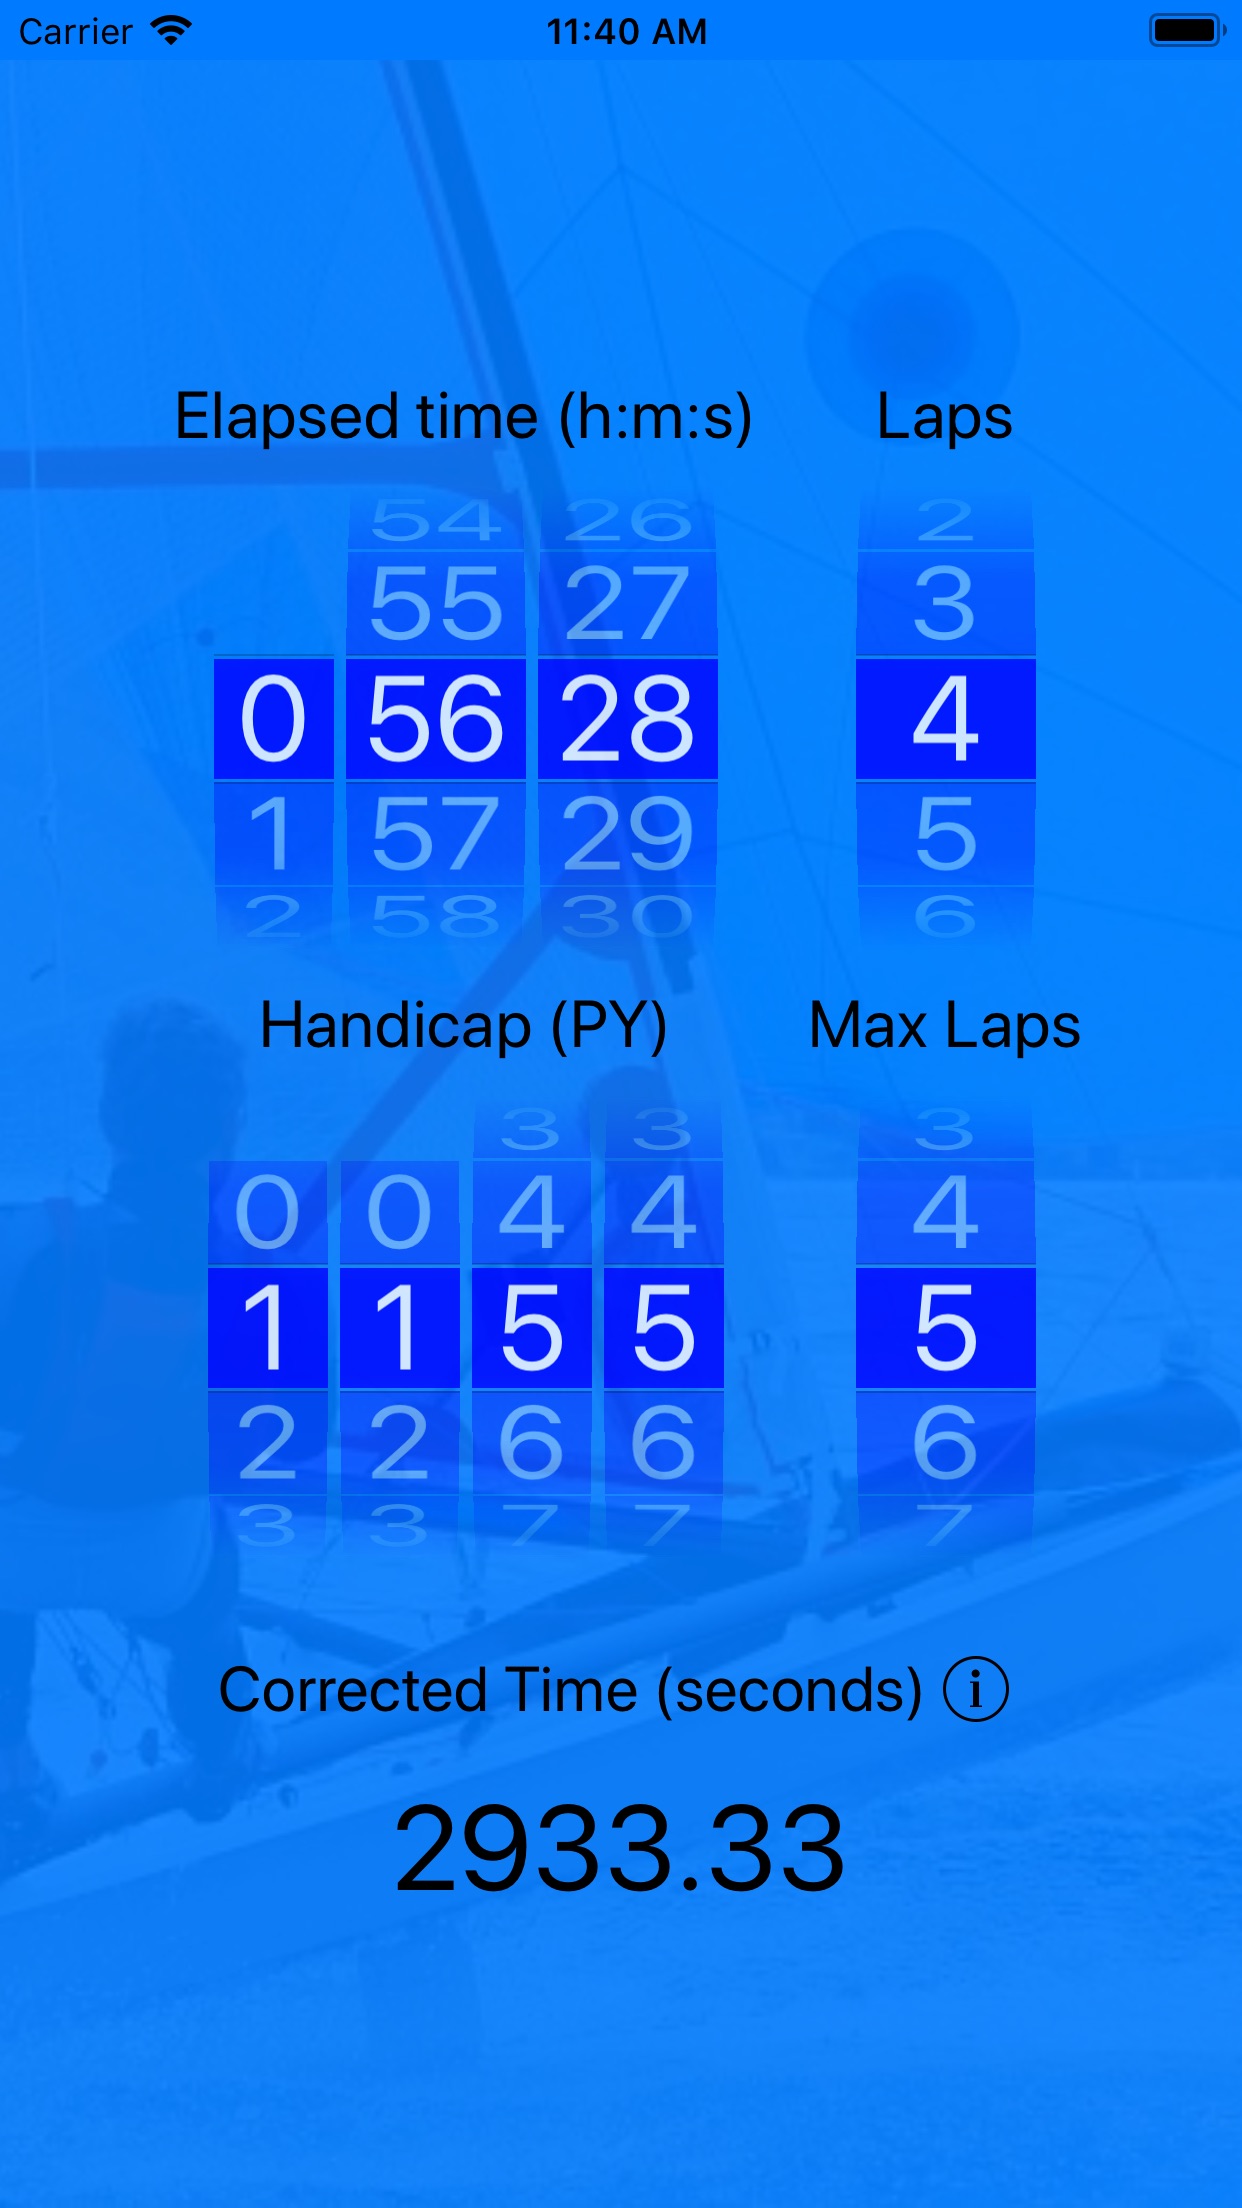 Carrier 11:40 AM
Elapsed time (h:m:s) Laps
54 26 2
55 27 3
0 56 28 4
1 57 29 5
2 58 30 6
Handicap (PY) Max Laps
3 3 3
0 0 4 4 4
1 1 5 5 5
2 2 6 6 6
3 3 7 7 7
Corrected Time (seconds) i
2933.33